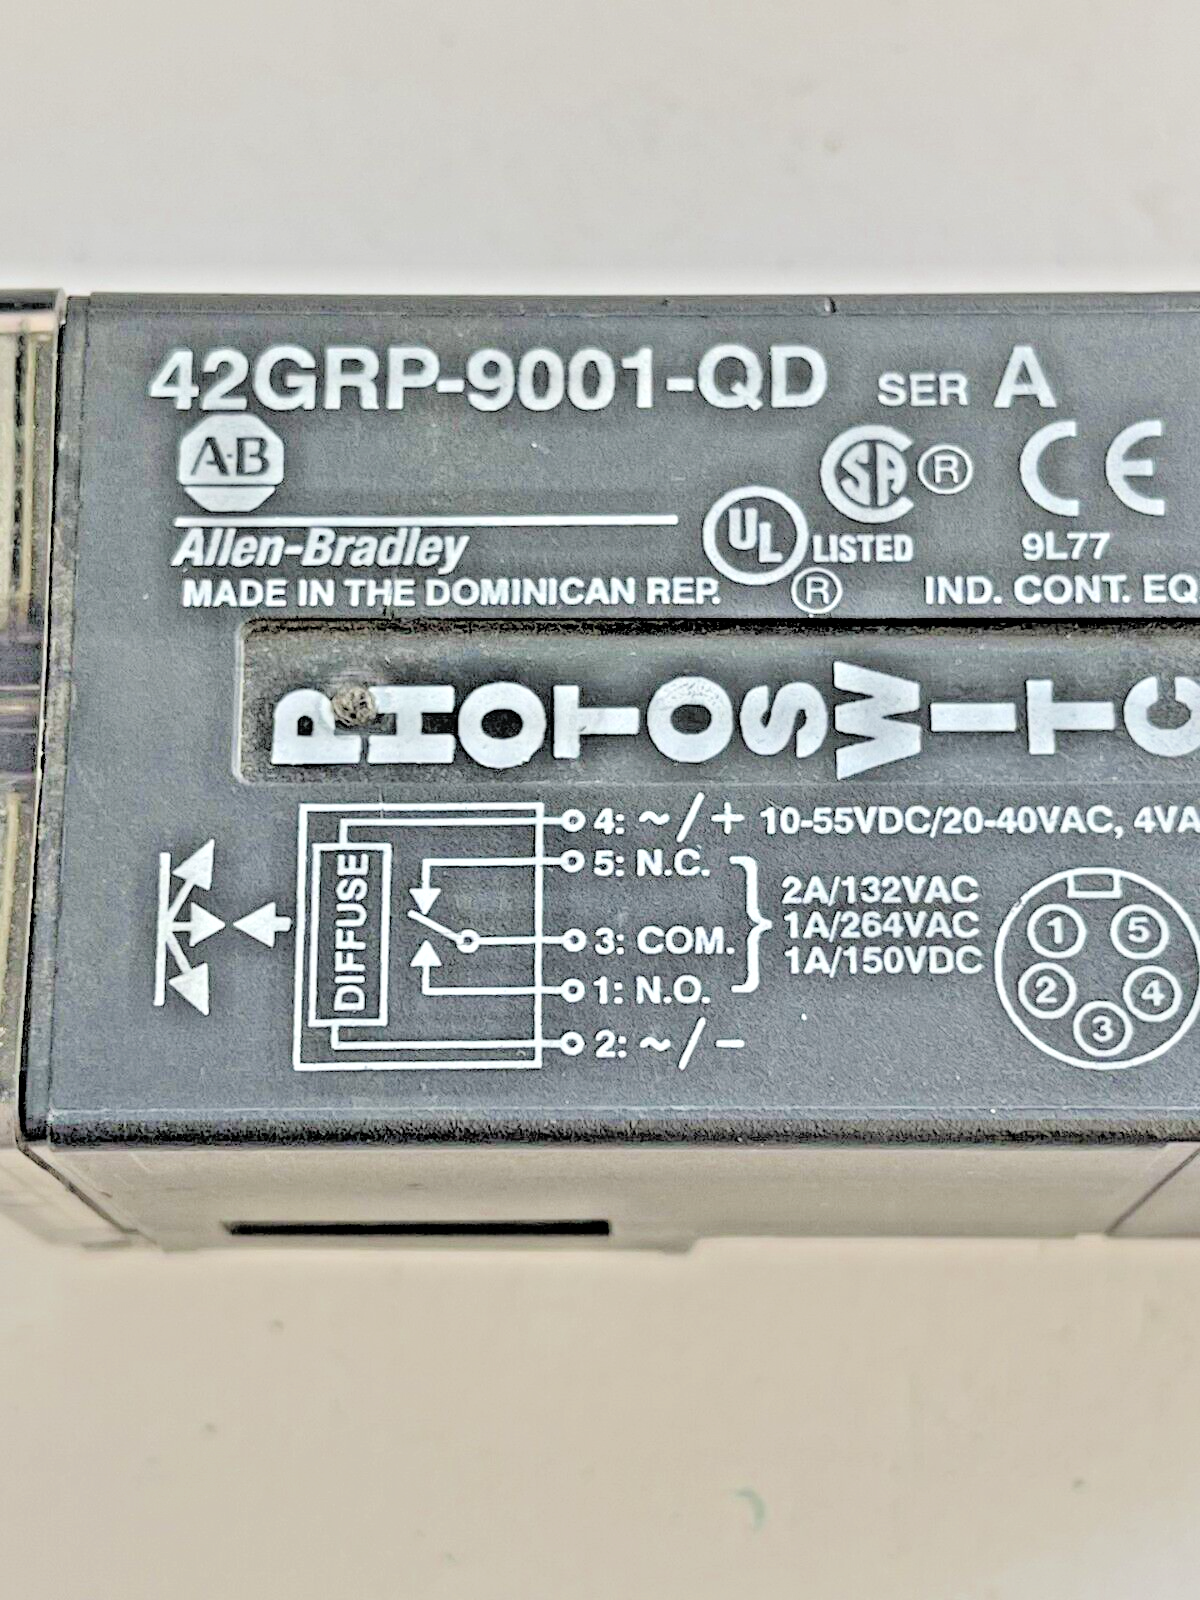 42GRP-9001-QD SER A
A-B
Allen-Bradley
MADE IN THE DOMINICAN REP.
UL LISTED ®
SA ®
CE
9L77
IND. CONT. EQ
PHOTOSWITC
DIFFUSE
4: ~/+ 10-55VDC/20-40VAC, 4VA
5: N.C.
3: COM.
1: N.O.
2: ~/-
2A/132VAC
1A/264VAC
1A/150VDC
1 5
2 4
3